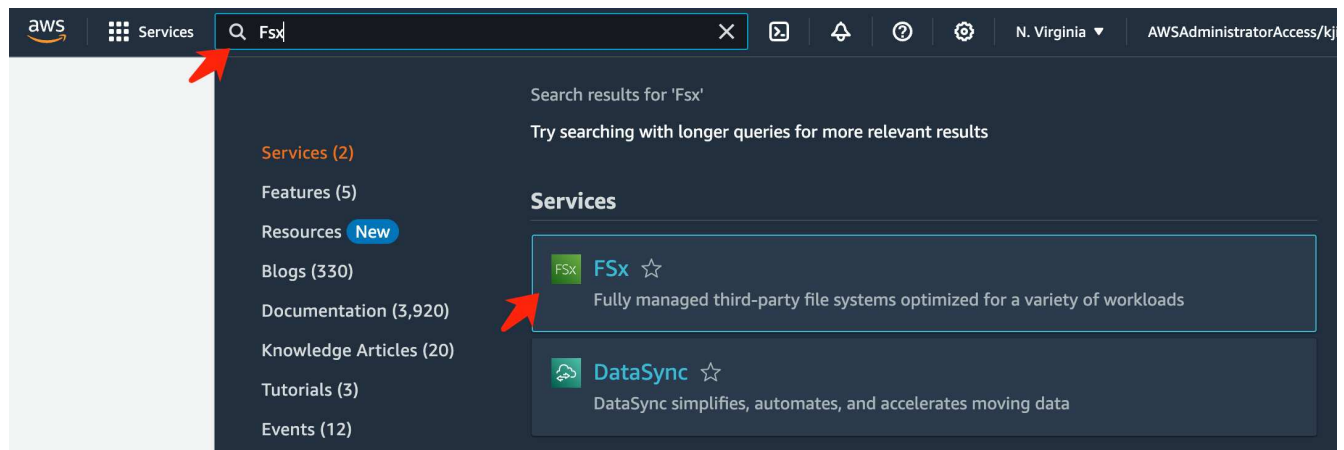 aws Services Fsx N. Virginia ▼ AWSAdministratorAccess/kji
Search results for 'Fsx'
Try searching with longer queries for more relevant results
Services (2)
Features (5)
Resources New
Blogs (330)
Documentation (3,920)
Knowledge Articles (20)
Tutorials (3)
Events (12)
Services
FSx FSx
Fully managed third-party file systems optimized for a variety of workloads
DataSync
DataSync simplifies, automates, and accelerates moving data